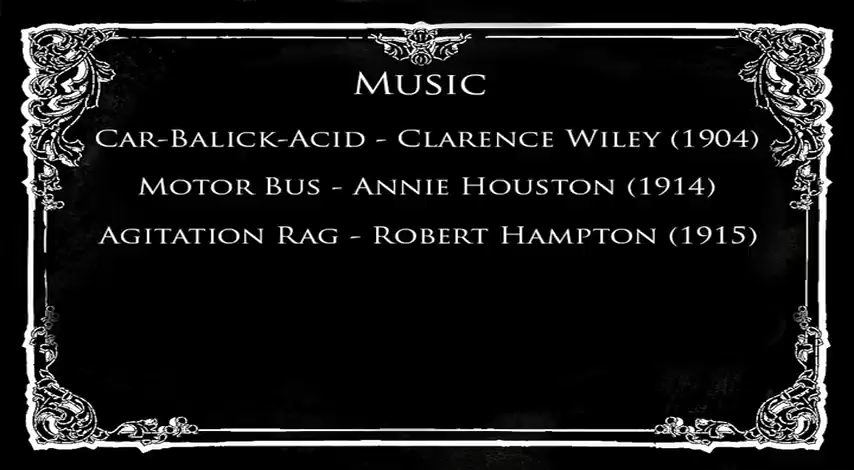 Music
Car-Balick-Acid - Clarence Wiley (1904)
Motor Bus - Annie Houston (1914)
Agitation Rag - Robert Hampton (1915)